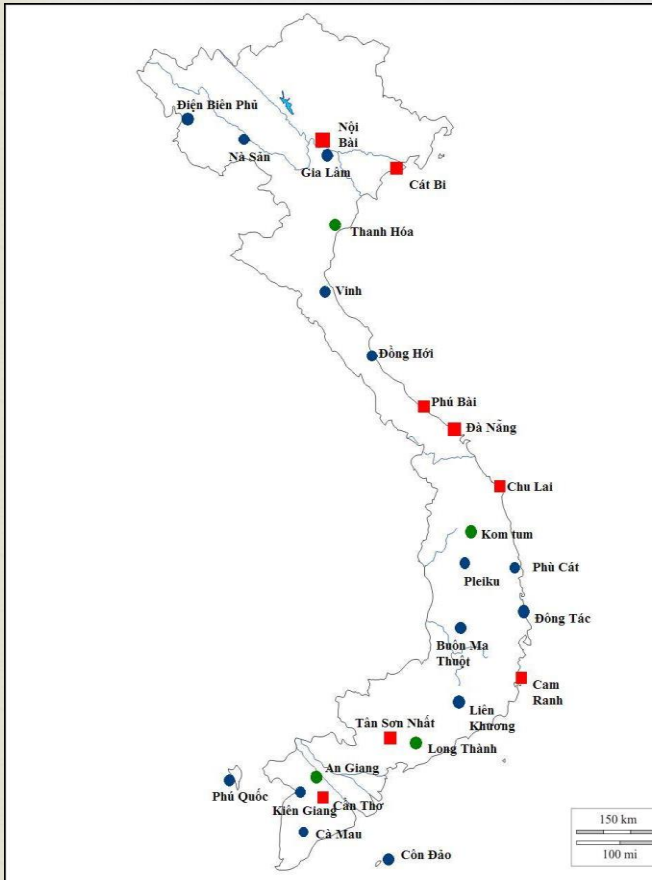 Điện Biên Phủ
Nà Sản
Nội
Bài
Gia Lâm
Cát Bi
Thanh Hóa
Vinh
Đồng Hới
Phú Bài
Đà Nẵng
Chu Lai
Kom tum
Pleiku
Phù Cát
Đông Tác
Buôn Ma
Thuột
Cam
Ranh
Liên
Khương
Tân Sơn Nhất
Long Thành
An Giang
Phú Quốc
Kiên Giang
Cần Thơ
Cà Mau
Côn Đảo
150 km
100 mi